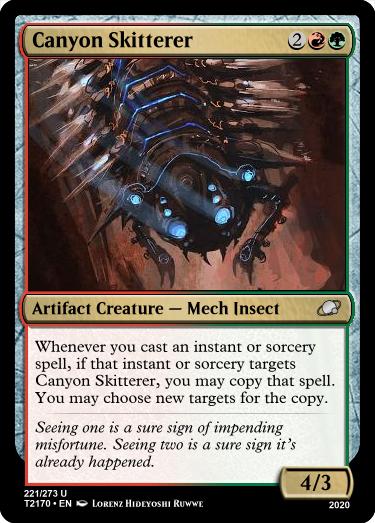 Canyon Skitterer 2
Artifact Creature — Mech Insect
Whenever you cast an instant or sorcery
spell, if that instant or sorcery targets
Canyon Skitterer, you may copy that spell.
You may choose new targets for the copy.
Seeing one is a sure sign of impending
misfortune. Seeing two is a sure sign it's
already happened.
4/3
221/273 U
T2170 • EN Lorenz Hideyoshi Ruwwe 2020